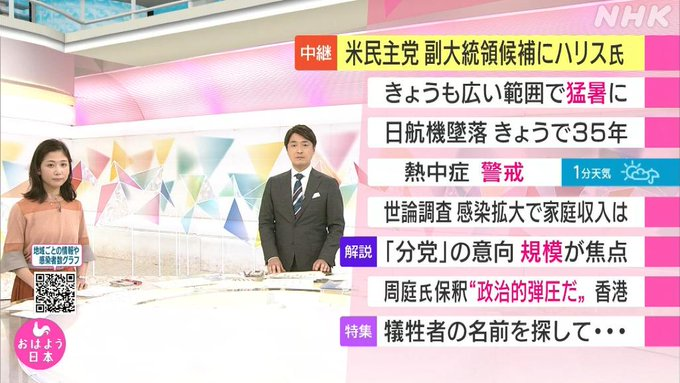 NHK
中継 米民主党 副大統領候補にハリス氏
きょうも広い範囲で猛暑に
日航機墜落 きょうで35年
熱中症 警戒 1分天気
世論調査 感染拡大で家庭収入は
解説 「分党」の意向 規模が焦点
周庭氏保釈“政治的弾圧だ„ 香港
特集 犠牲者の名前を探して・・・
地域ごとの情報や
感染者数グラフ
おはよう
日本